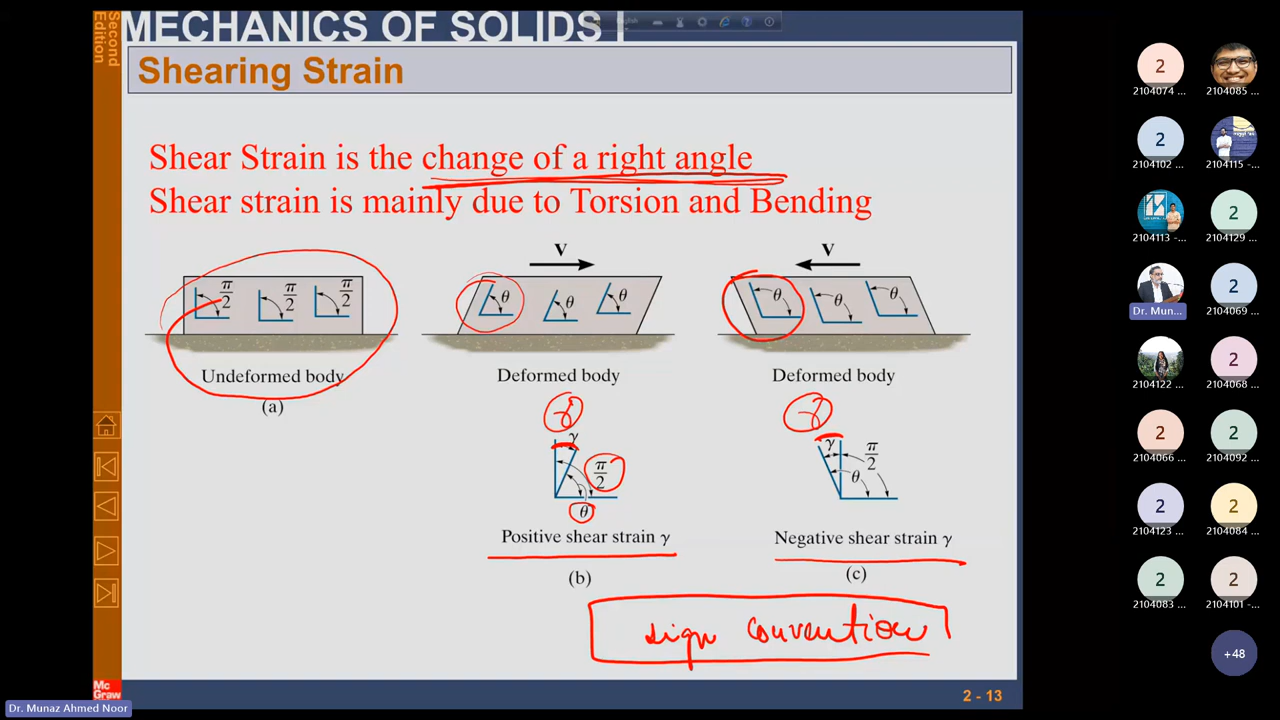 Second Edition
MECHANICS OF SOLIDS I
English
Shearing Strain
Shear Strain is the change of a right angle
Shear strain is mainly due to Torsion and Bending
V
V
π/2 π/2 π/2
θ θ θ
θ θ θ
Undeformed body
Deformed body
Deformed body
(a)
γ
γ
γ
π/2
θ
γ
π/2
θ
Positive shear strain γ
Negative shear strain γ
(b)
(c)
sign convention
Mc
Graw
2 - 13
Dr. Munaz Ahmed Noor
2
2104074 ...
2104085 ...
2
2104102 ...
2104115 -...
2104113 -...
2
2104129 ...
Dr. Mun...
2
2104069 ...
2104122 ...
2
2104068 ...
2
2104066 ...
2
2104092 ...
2
2104123 ...
2
2104084 ...
2
2104083 ...
2
2104101 -...
+48